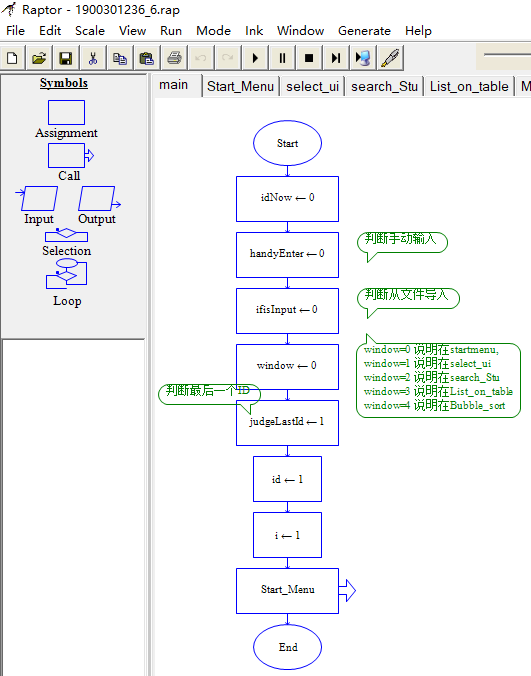 Raptor - 1900301236_6.rap
File Edit Scale View Run Mode Ink Window Generate Help
Symbols
Assignment
Call
Input Output
Selection
Loop
main Start_Menu select_ui search_Stu List_on_table
Start
idNow ← 0
handyEnter ← 0
判断手动输入
ifisInput ← 0
判断从文件导入
window ← 0
window=0 说明在startmenu,
window=1 说明在select_ui
window=2 说明在search_Stu
window=3 说明在List_on_table
window=4 说明在Bubble_sort
判断最后一个ID
judgeLastId ← 1
id ← 1
i ← 1
Start_Menu
End